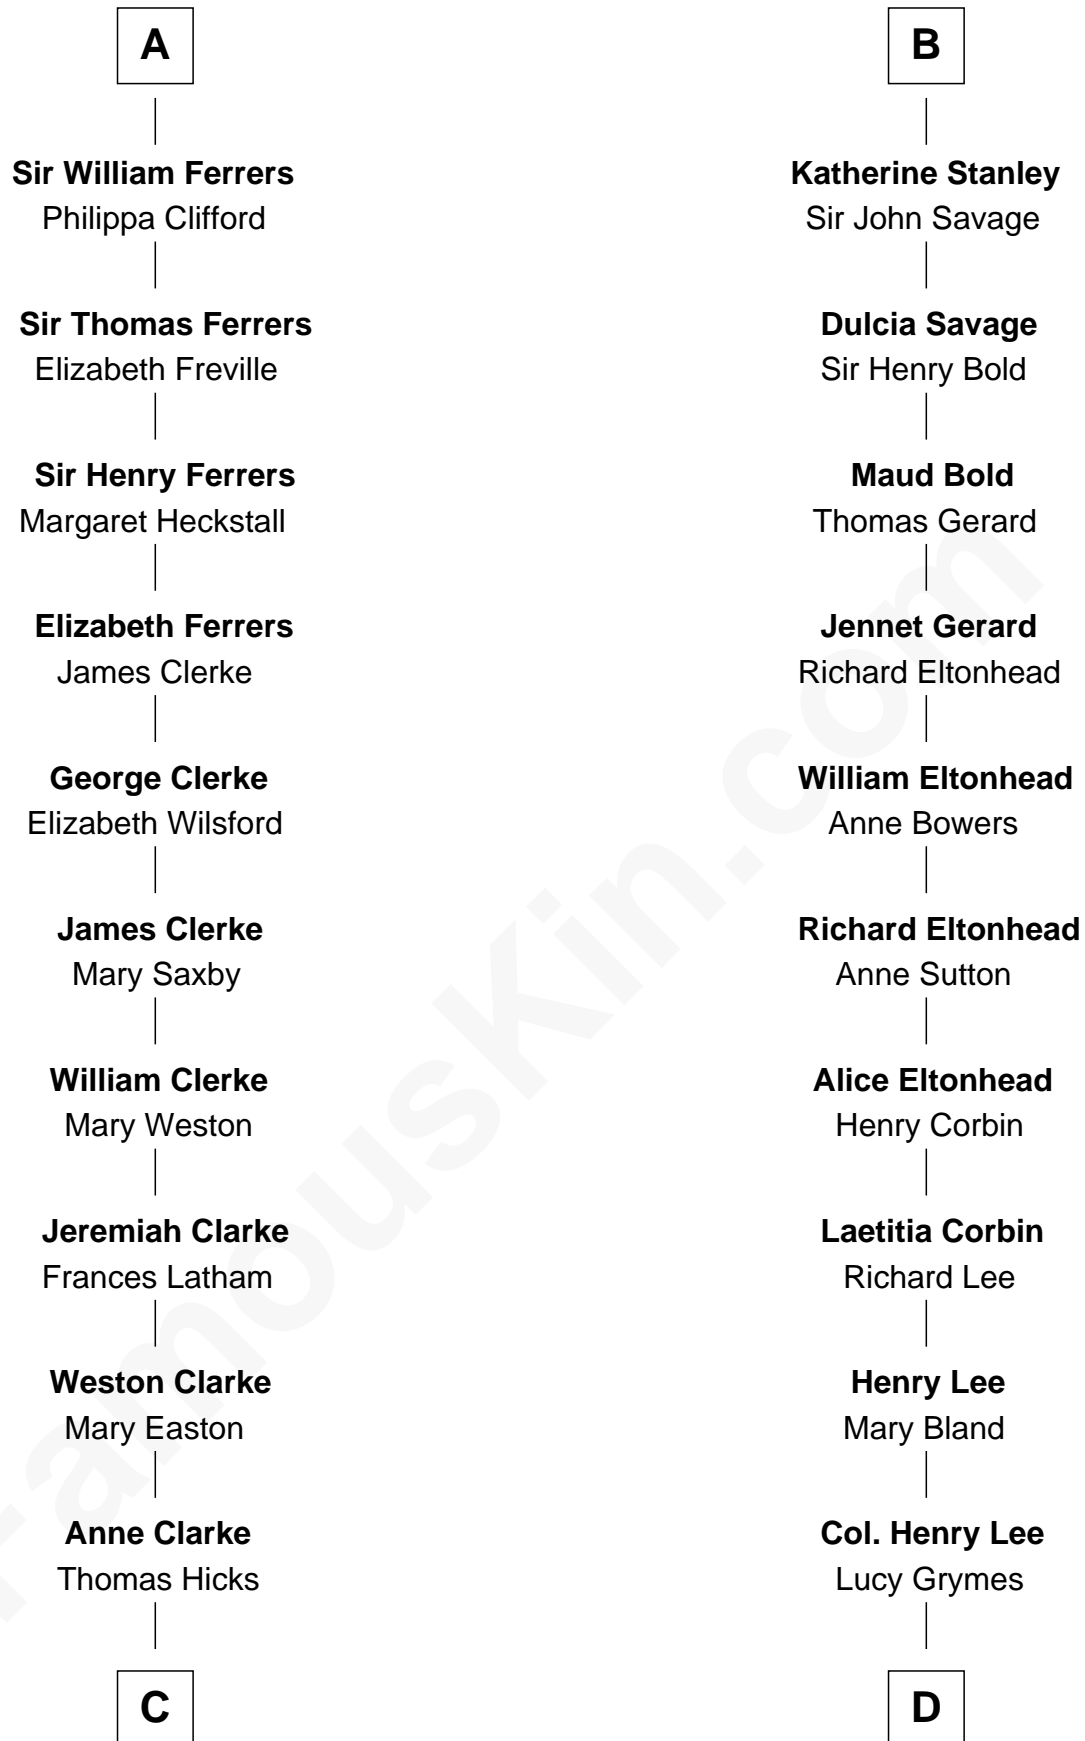 A
Sir William Ferrers
Philippa Clifford
Sir Thomas Ferrers
Elizabeth Freville
Sir Henry Ferrers
Margaret Heckstall
Elizabeth Ferrers
James Clerke
George Clerke
Elizabeth Wilsford
James Clerke
Mary Saxby
William Clerke
Mary Weston
Jeremiah Clarke
Frances Latham
Weston Clarke
Mary Easton
Anne Clarke
Thomas Hicks
C
B
Katherine Stanley
Sir John Savage
Dulcia Savage
Sir Henry Bold
Maud Bold
Thomas Gerard
Jennet Gerard
Richard Eltonhead
William Eltonhead
Anne Bowers
Richard Eltonhead
Anne Sutton
Alice Eltonhead
Henry Corbin
Laetitia Corbin
Richard Lee
Henry Lee
Mary Bland
Col. Henry Lee
Lucy Grymes
D
FamousKin.com